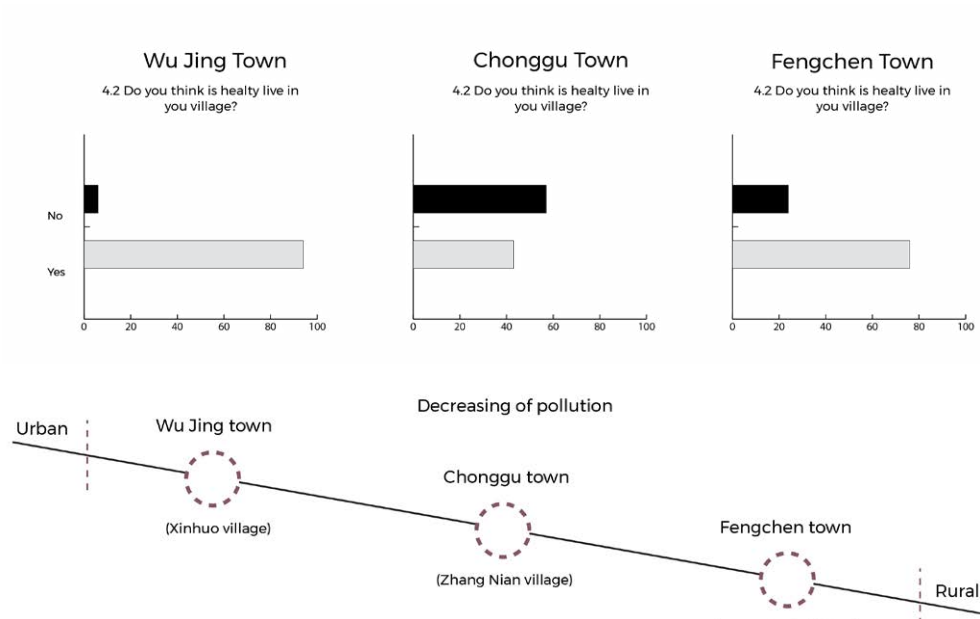 Wu Jing Town
4.2 Do you think is healty live in
you village?
No
Yes
0 20 40 60 80 100
Chonggu Town
4.2 Do you think is healty live in
you village?
0 20 40 60 80 100
Fengchen Town
4.2 Do you think is healty live in
you village?
0 20 40 60 80 100
Decreasing of pollution
Urban
Wu Jing town
(Xinhuo village)
Chonggu town
(Zhang Nian village)
Fengchen town
Rural